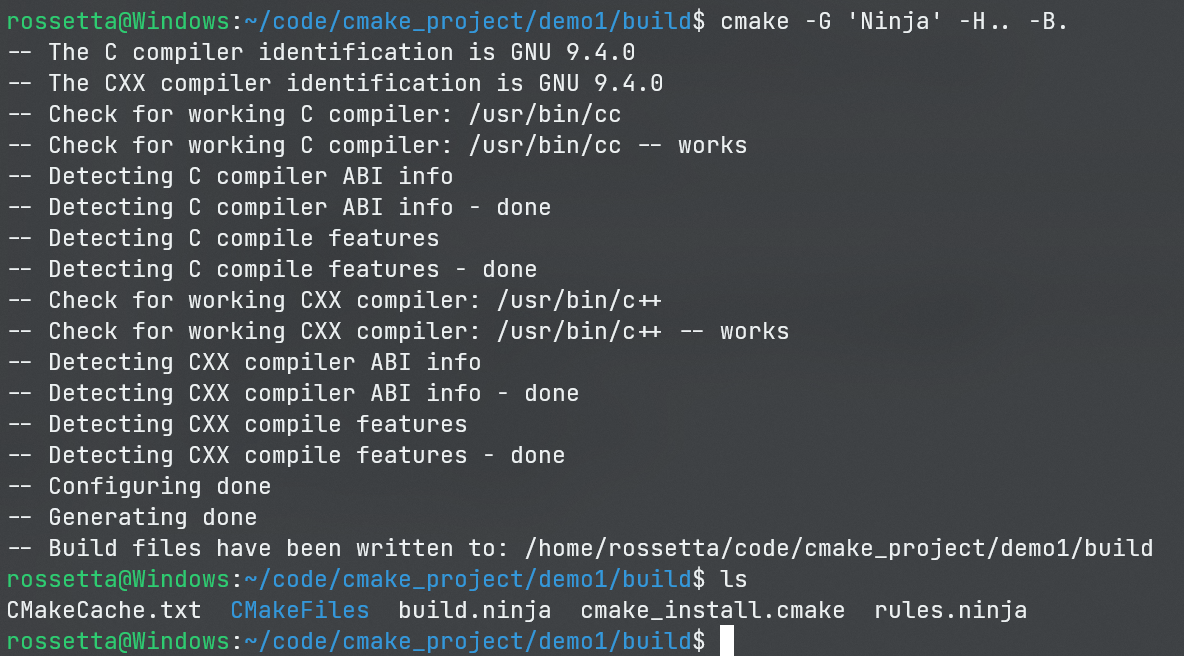 rossetta@Windows:~/code/cmake_project/demo1/build$ cmake -G 'Ninja' -H.. -B.
-- The C compiler identification is GNU 9.4.0
-- The CXX compiler identification is GNU 9.4.0
-- Check for working C compiler: /usr/bin/cc
-- Check for working C compiler: /usr/bin/cc -- works
-- Detecting C compiler ABI info
-- Detecting C compiler ABI info - done
-- Detecting C compile features
-- Detecting C compile features - done
-- Check for working CXX compiler: /usr/bin/c++
-- Check for working CXX compiler: /usr/bin/c++ -- works
-- Detecting CXX compiler ABI info
-- Detecting CXX compiler ABI info - done
-- Detecting CXX compile features
-- Detecting CXX compile features - done
-- Configuring done
-- Generating done
-- Build files have been written to: /home/rossetta/code/cmake_project/demo1/build
rossetta@Windows:~/code/cmake_project/demo1/build$ ls
CMakeCache.txt  CMakeFiles  build.ninja  cmake_install.cmake  rules.ninja
rossetta@Windows:~/code/cmake_project/demo1/build$